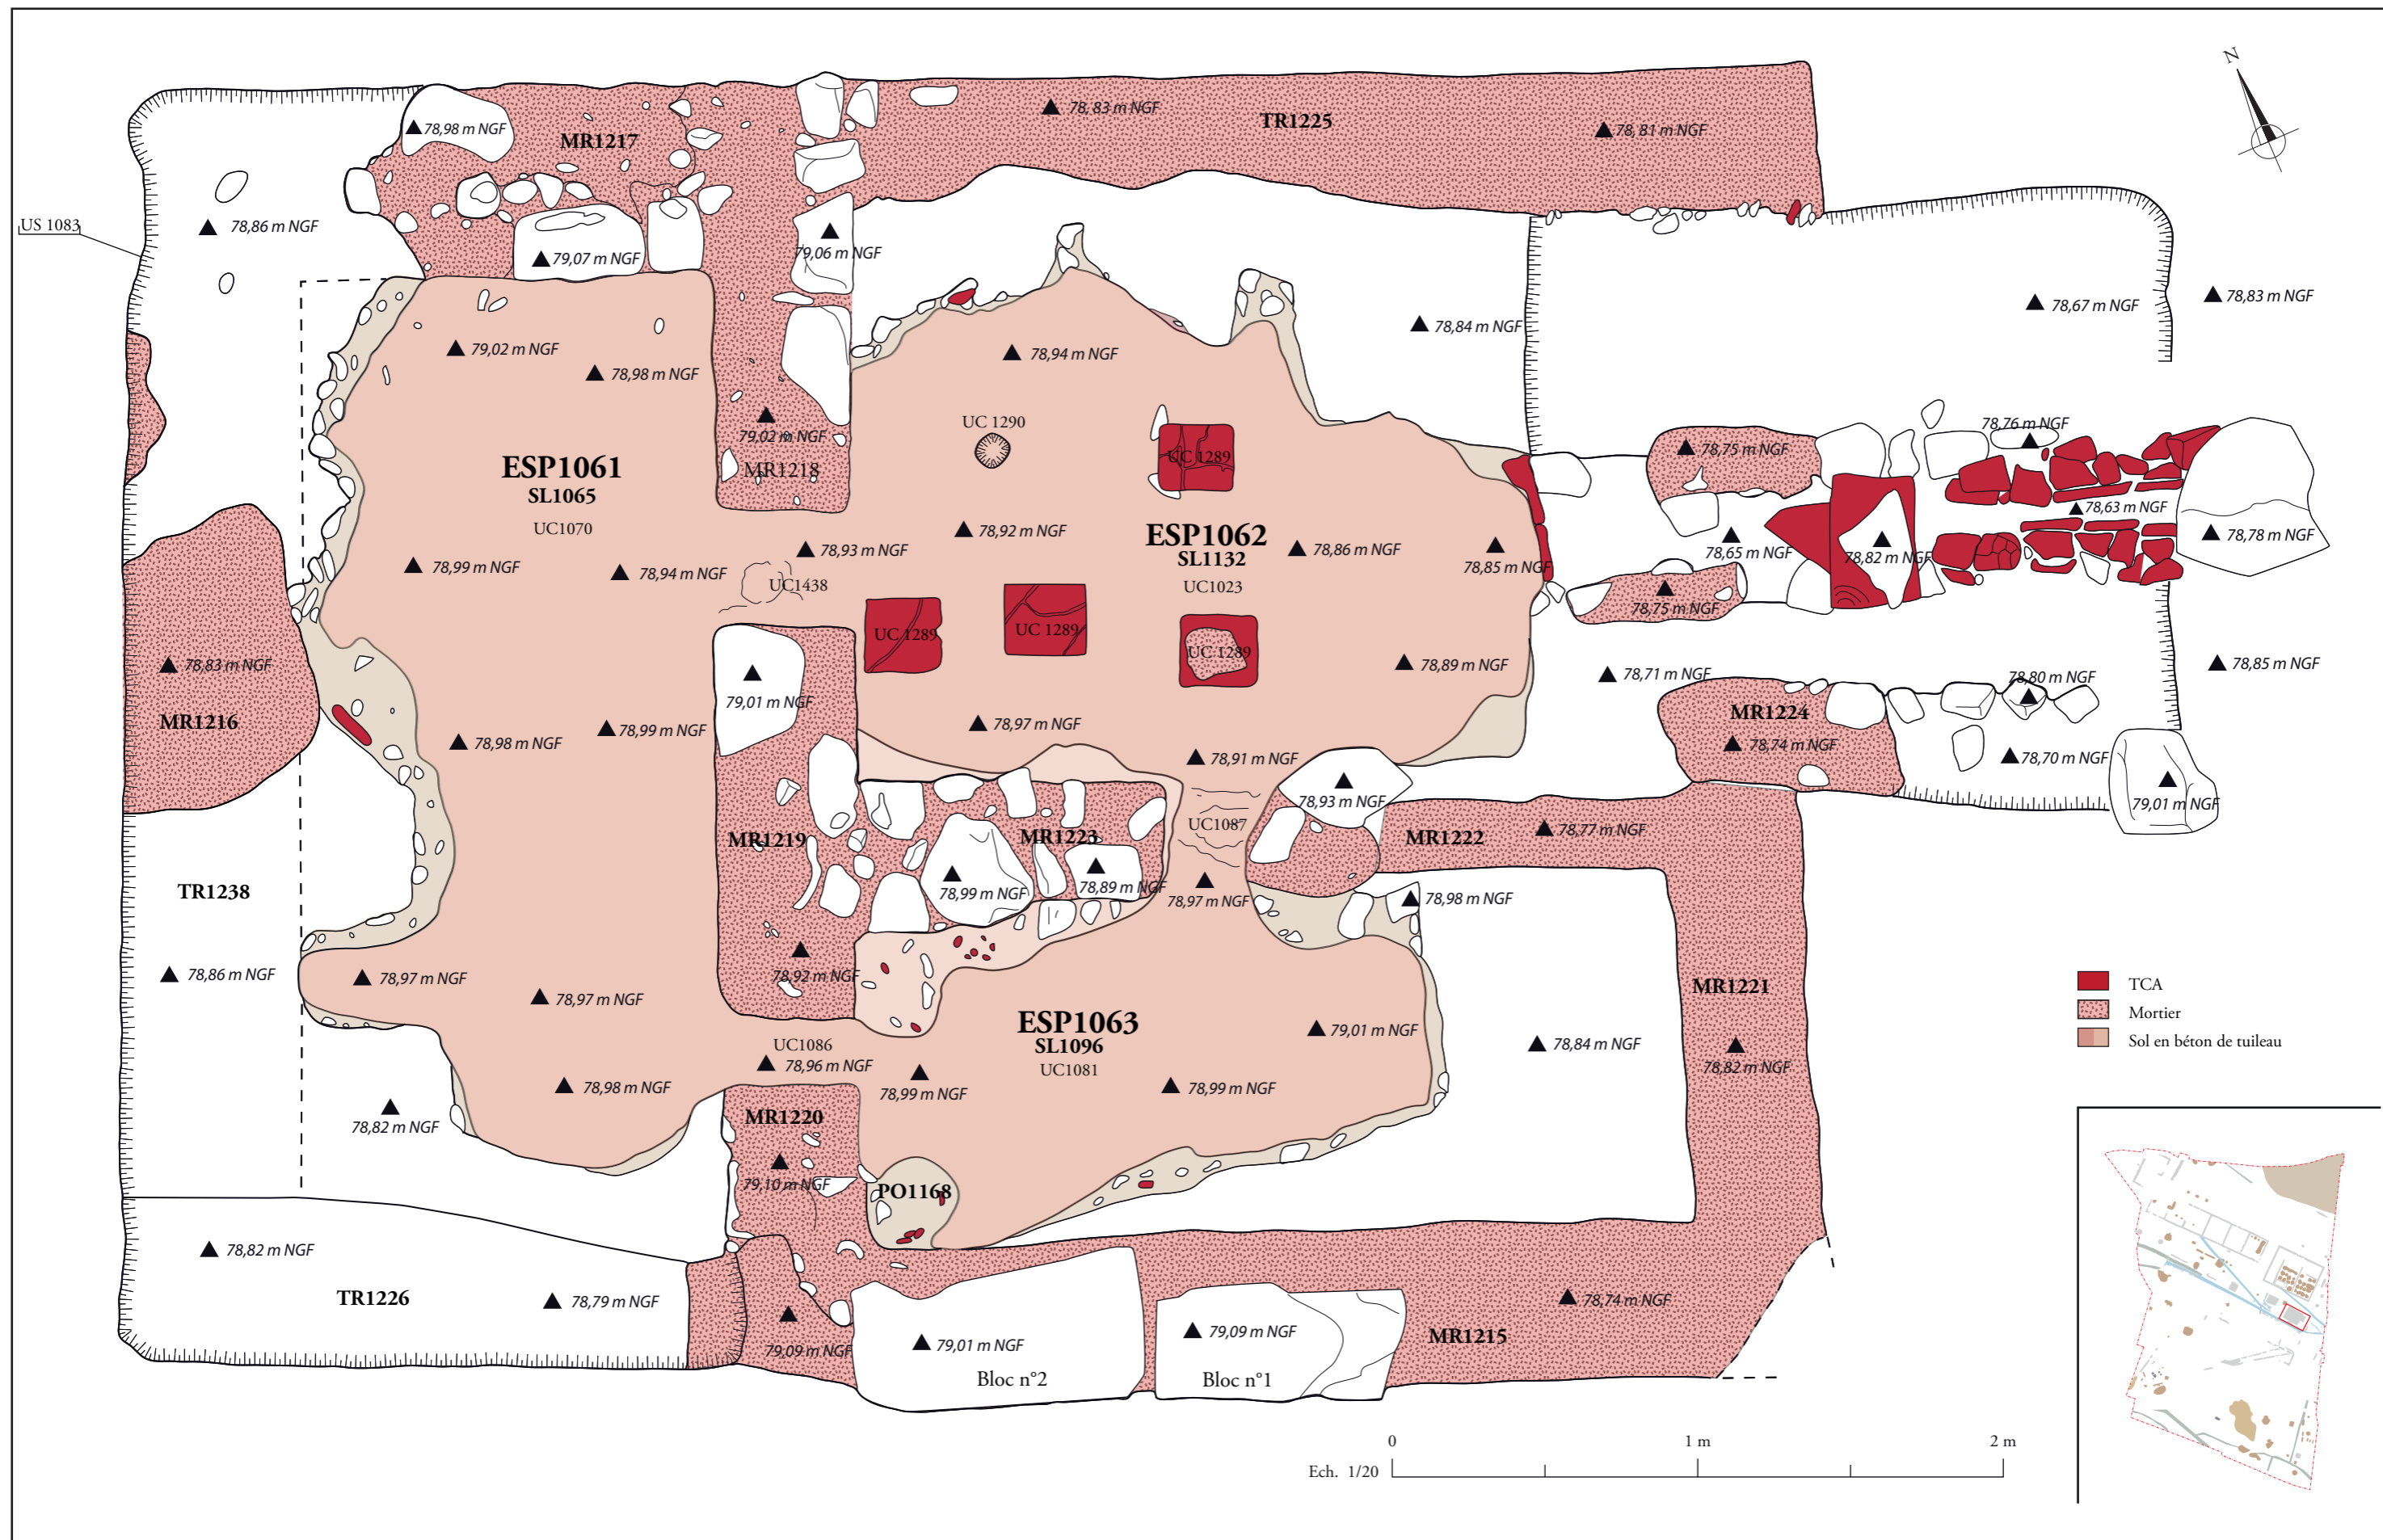 N
78,98 m NGF
MR1217
78, 83 m NGF
TR1225
78, 81 m NGF
US 1083
78,86 m NGF
79,07 m NGF
79,06 m NGF
78,67 m NGF
78,83 m NGF
78,84 m NGF
79,02 m NGF
78,98 m NGF
78,94 m NGF
79,02 m NGF
MR1218
UC 1290
UC 1289
78,76 m NGF
78,75 m NGF
ESP1061
SL1065
UC1070
78,92 m NGF
ESP1062
SL1132
UC1023
78,63 m NGF
78,78 m NGF
78,99 m NGF
78,94 m NGF
78,93 m NGF
UC1438
78,86 m NGF
78,85 m NGF
78,65 m NGF
78,82 m NGF
78,75 m NGF
UC 1289
UC 1289
UC 1289
78,83 m NGF
MR1216
79,01 m NGF
78,89 m NGF
78,71 m NGF
78,80 m NGF
78,85 m NGF
78,98 m NGF
78,99 m NGF
78,97 m NGF
78,91 m NGF
MR1224
78,74 m NGF
78,70 m NGF
78,93 m NGF
79,01 m NGF
MR1219
MR1223
UC1087
MR1222
78,77 m NGF
TR1238
78,99 m NGF
78,89 m NGF
78,97 m NGF
78,98 m NGF
78,86 m NGF
78,97 m NGF
78,97 m NGF
78,92 m NGF
MR1221
TCA
Mortier
Sol en béton de tuileau
ESP1063
SL1096
UC1081
79,01 m NGF
78,84 m NGF
78,82 m NGF
UC1086
78,96 m NGF
78,98 m NGF
78,99 m NGF
78,99 m NGF
78,82 m NGF
MR1220
79,10 m NGF
PO1168
78,82 m NGF
TR1226
78,79 m NGF
79,09 m NGF
79,01 m NGF
Bloc n°2
79,09 m NGF
Bloc n°1
78,74 m NGF
MR1215
0
1 m
2 m
Ech. 1/20